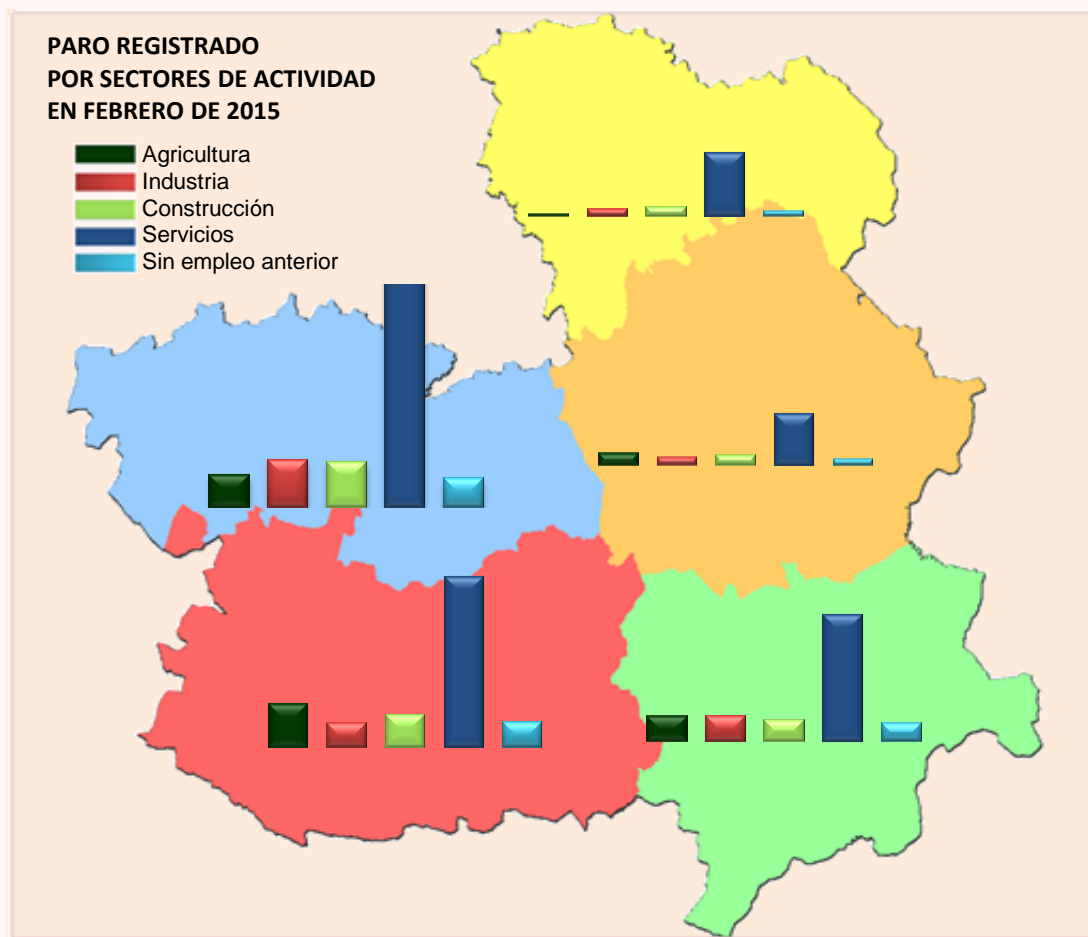 PARO REGISTRADO
POR SECTORES DE ACTIVIDAD
EN FEBRERO DE 2015
Agricultura
Industria
Construcción
Servicios
Sin empleo anterior